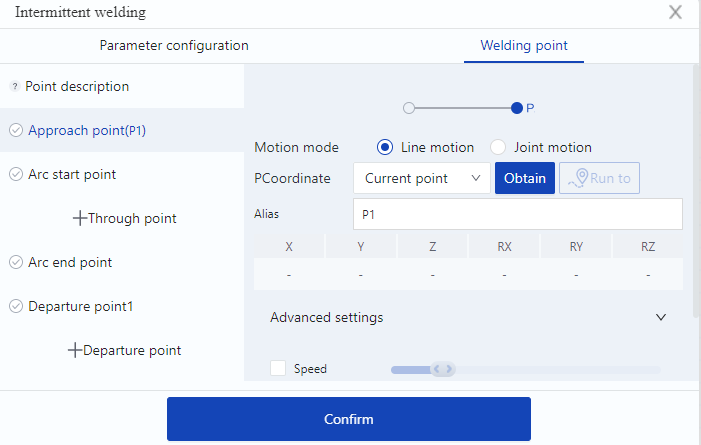 Intermittent welding
Parameter configuration
Welding point
? Point description
Approach point(P1)
Arc start point
+Through point
Arc end point
Departure point1
+Departure point
P
Motion mode Line motion Joint motion
PCoordinate Current point Obtain Run to
Alias P1
X Y Z RX RY RZ
- - - - - -
Advanced settings
Speed
Confirm